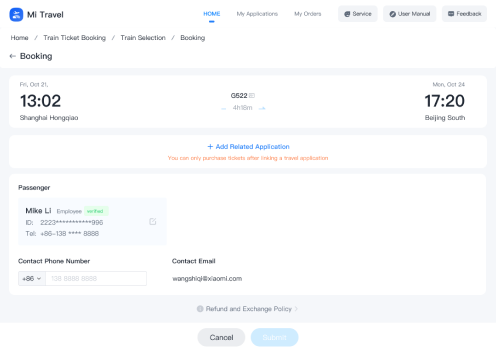 Mi Travel
HOME
My Applications
My Orders
Service
User Manual
Feedback
Home / Train Ticket Booking / Train Selection / Booking
← Booking
Fri, Oct 21,
Mon, Oct 24
13:02
G522
17:20
4h18m
Shanghai Hongqiao
Beijing South
+ Add Related Application
You can only purchase tickets after linking a travel application
Passenger
Mike Li Employee verified
ID: 2223***********996
Tel: +86-138 **** 8888
Contact Phone Number
Contact Email
+86
138 8888 8888
wangshiqi@xiaomi.com
Refund and Exchange Policy >
Cancel
Submit